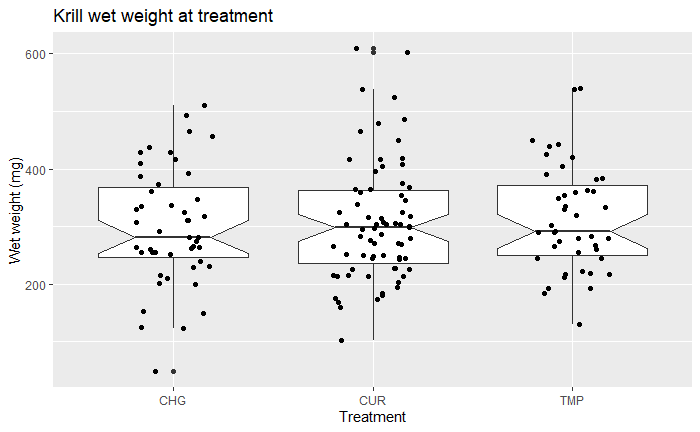 Krill wet weight at treatment
Wet weight (mg)
600
400
200
CHG CUR TMP
Treatment